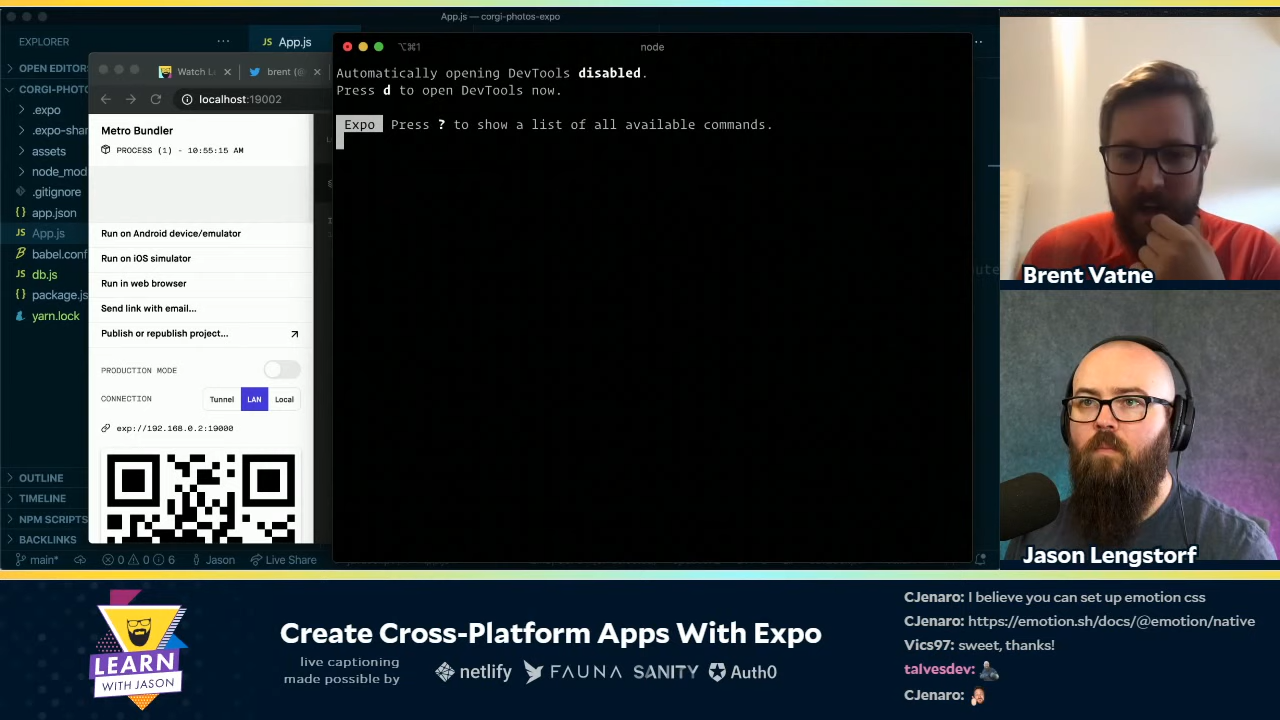 App.js — corgi-photos-expo
EXPLORER
App.js
OPEN EDITOR
CORGI-PHOTO
.expo
.expo-shar
assets
node_mod
.gitignore
app.json
App.js
babel.conf
db.js
package.js
yarn.lock
OUTLINE
TIMELINE
NPM SCRIPTS
BACKLINKS
main*
0 0 6
Jason
Live Share
Watch L
brent (@
localhost:19002
Metro Bundler
PROCESS (1) - 10:55:15 AM
Run on Android device/emulator
Run on iOS simulator
Run in web browser
Send link with email...
Publish or republish project...
PRODUCTION MODE
CONNECTION
Tunnel LAN Local
exp://192.168.0.2:19000
⌥⌘1
node
Automatically opening DevTools disabled.
Press d to open DevTools now.
Expo Press ? to show a list of all available commands.
Brent Vatne
Jason Lengstorf
LEARN
WITH JASON
Create Cross-Platform Apps With Expo
live captioning
made possible by
netlify FAUNA SANITY Auth0
CJenaro: I believe you can set up emotion css
CJenaro: https://emotion.sh/docs/@emotion/native
Vics97: sweet, thanks!
talvesdev:
CJenaro: